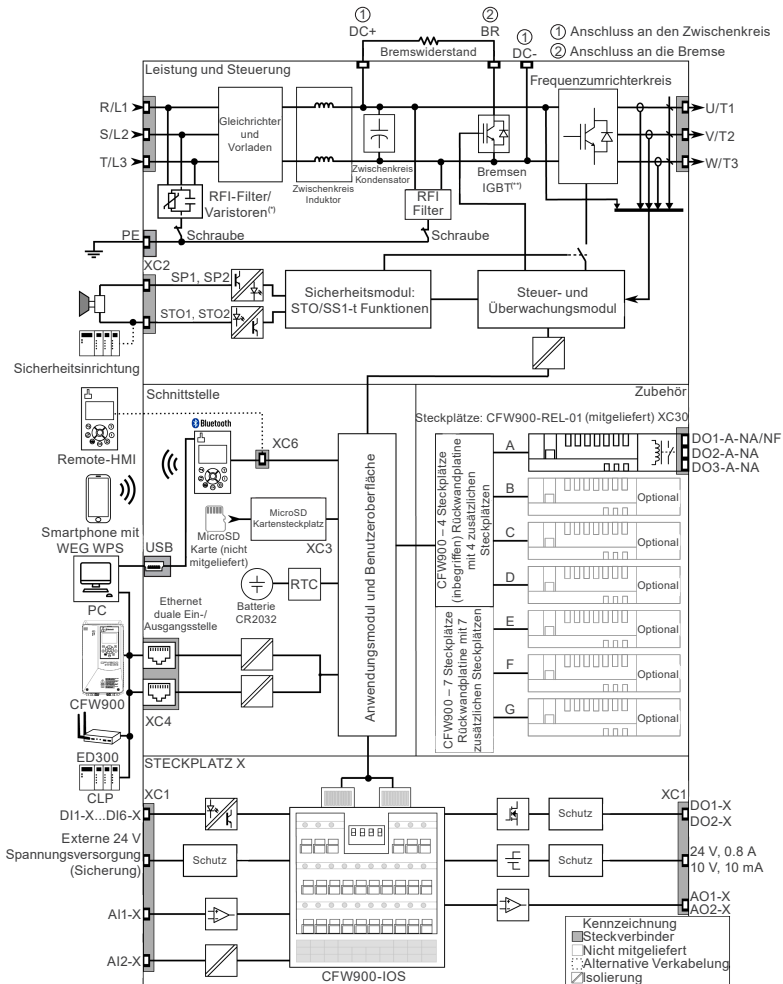 ①
DC+
②
BR
①
DC-
① Anschluss an den Zwischenkreis
② Anschluss an die Bremse
Bremswiderstand
Leistung und Steuerung
Frequenzumrichterkreis
R/L1
S/L2
T/L3
Gleichrichter
und
Vorladen
U/T1
V/T2
W/T3
Zwischenkreis
Induktor
Zwischenkreis
Kondensator
Bremsen
IGBT(**)
RFI-Filter/
Varistoren(*)
RFI
Filter
PE
Schraube
Schraube
XC2
SP1, SP2
STO1, STO2
Sicherheitsmodul:
STO/SS1-t Funktionen
Steuer- und
Überwachungsmodul
Sicherheitsinrichtung
Schnittstelle
Zubehör
Bluetooth
Steckplätze: CFW900-REL-01 (mitgeliefert) XC30
XC6
Remote-HMI
Smartphone mit
WEG WPS
MicroSD
Kartensteckplatz
MicroSD
Karte (nicht
mitgeliefert)
XC3
USB
PC
RTC
Batterie
CR2032
Ethernet
duale Ein-/
Ausgangsstelle
CFW900
XC4
ED300
CLP
Anwendungsmodul und Benutzeroberfläche
CFW900 – 4 Steckplätze
(inbegriffen) Rückwandplatine
mit 4 zusätzlichen
Steckplätzen
CFW900 – 7 Steckplätze
Rückwandplatine mit 7
zusätzlichen Steckplätzen
A
DO1-A-NA/NF
DO2-A-NA
DO3-A-NA
B
Optional
C
Optional
D
Optional
E
Optional
F
Optional
G
Optional
STECKPLATZ X
XC1
DI1-X...DI6-X
Externe 24 V
Spannungsversorgung
(Sicherung)
Schutz
AI1-X
AI2-X
CFW900-IOS
XC1
Schutz
DO1-X
DO2-X
Schutz
24 V, 0.8 A
10 V, 10 mA
AO1-X
AO2-X
Kennzeichnung
Steckverbinder
Nicht mitgeliefert
Alternative Verkabelung
Isolierung